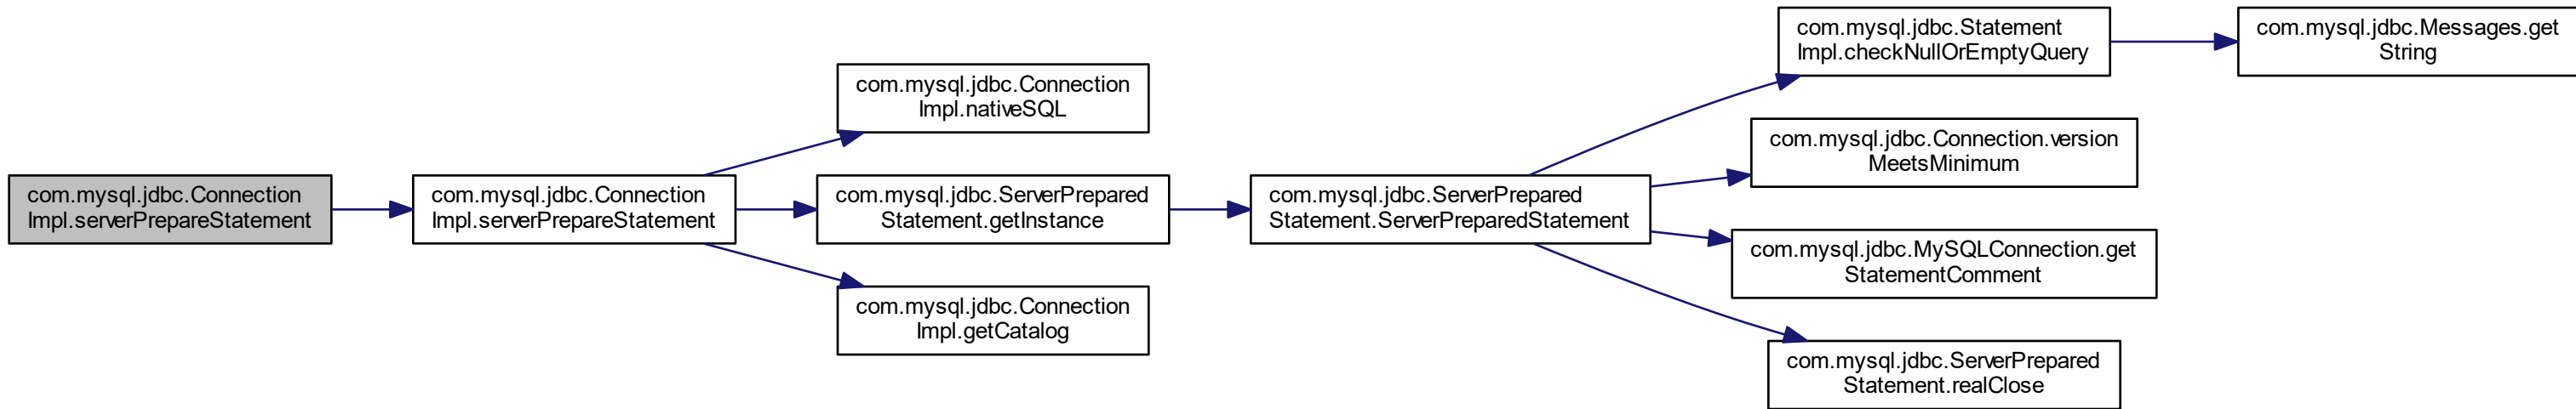 com.mysql.jdbc.Connection
Impl.serverPrepareStatement
com.mysql.jdbc.Connection
Impl.serverPrepareStatement
com.mysql.jdbc.Connection
Impl.nativeSQL
com.mysql.jdbc.ServerPrepared
Statement.getInstance
com.mysql.jdbc.Connection
Impl.getCatalog
com.mysql.jdbc.ServerPrepared
Statement.ServerPreparedStatement
com.mysql.jdbc.Statement
Impl.checkNullOrEmptyQuery
com.mysql.jdbc.Connection.version
MeetsMinimum
com.mysql.jdbc.MySQLConnection.get
StatementComment
com.mysql.jdbc.ServerPrepared
Statement.realClose
com.mysql.jdbc.Messages.get
String